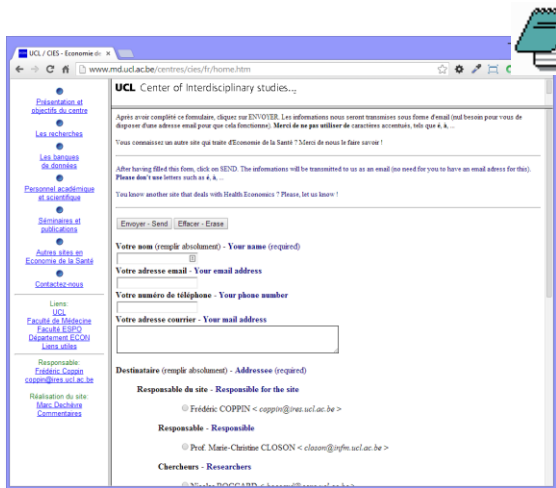 UCL / CIES - Economie de
www.md.ucl.ac.be/centres/cies/fr/home.htm
Présentation et
objectifs du centre
Les recherches
Les banques
de données
Personnel académique
et scientifique
Séminaires et
publications
Autres sites en
Economie de la Santé
Contactez-nous
Liens:
UCL
Faculté de Médecine
Faculté ESPO
Département ECON
Liens utiles
Responsable:
Frédéric Coppin
coppin@ires.ucl.ac.be
Réalisation du site:
Marc Dechèvre
Commentaires
UCL Center of Interdisciplinary studies...
Après avoir complété ce formulaire, cliquez sur ENVOYER. Les informations nous seront transmises sous forme d'email (nul besoin pour vous de
disposer d'une adresse email pour que cela fonctionne). Merci de ne pas utiliser de caractères accentués, tels que é, à, ...
Vous connaissez un autre site qui traite d'Economie de la Santé ? Merci de nous le faire savoir !
After having filled this form, click on SEND. The informations will be transmitted to us as an email (no need for you to have an email adress for this).
Please don't use letters such as é, à, ...
You know another site that deals with Health Economics ? Please, let us know !
Envoyer - Send Effacer - Erase
Votre nom (remplir absolument) - Your name (required)
Votre adresse email - Your email address
Votre numéro de téléphone - Your phone number
Votre adresse courrier - Your mail address
Destinataire (remplir absolument) - Addressee (required)
Responsable du site - Responsible for the site
Frédéric COPPIN < coppin@ires.ucl.ac.be >
Responsable - Responsible
Prof. Marie-Christine CLOSON < closon@infm.ucl.ac.be >
Chercheurs - Researchers